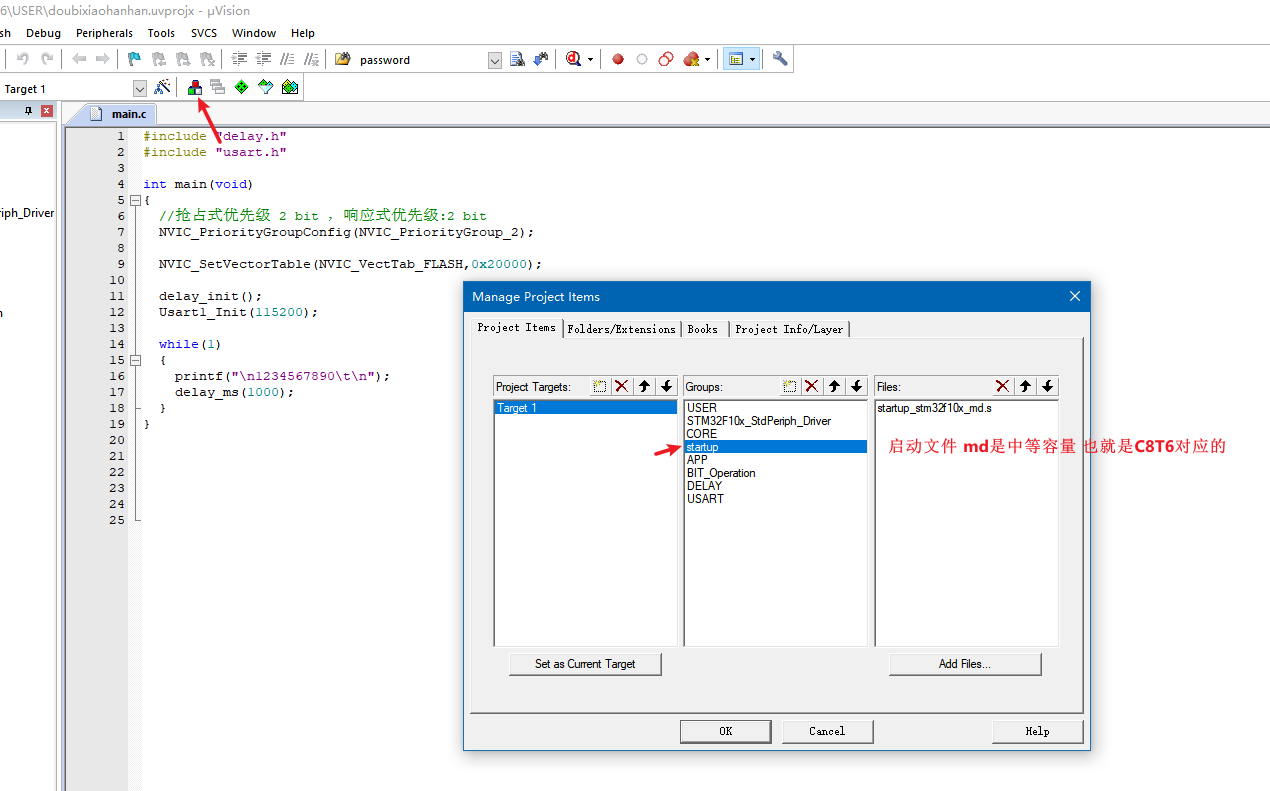 6\USER\doubixiaohanhan.uvprojx - µVision
sh Debug Peripherals Tools SVCS Window Help
password
Target 1
main.c
riph_Driver
1 #include "delay.h"
2 #include "usart.h"
3
4 int main(void)
5 {
6 //抢占式优先级 2 bit ，响应式优先级:2 bit
7 NVIC_PriorityGroupConfig(NVIC_PriorityGroup_2);
8
9 NVIC_SetVectorTable(NVIC_VectTab_FLASH,0x20000);
10
11 delay_init();
12 Usart1_Init(115200);
13
14 while(1)
15 {
16 printf("\n1234567890\t\n");
17 delay_ms(1000);
18 }
19 }
20
21
22
23
24
25
Manage Project Items
Project Items Folders/Extensions Books Project Info/Layer
Project Targets: Groups: Files:
Target 1
USER
STM32F10x_StdPeriph_Driver
CORE
startup
APP
BIT_Operation
DELAY
USART
startup_stm32f10x_md.s
启动文件 md是中等容量 也就是C8T6对应的
Set as Current Target Add Files...
OK Cancel Help